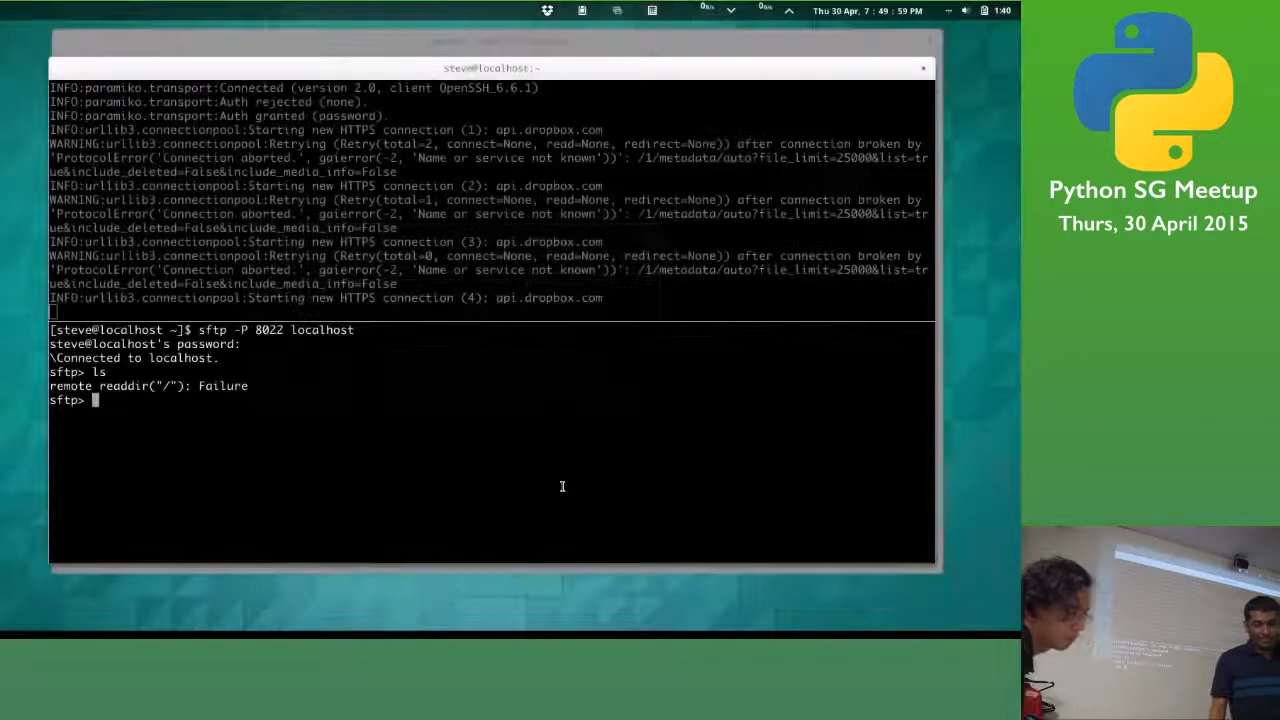 Thu 30 Apr, 7 : 49 : 59 PM
1:40
steve@localhost:~
INFO:paramiko.transport:Connected (version 2.0, client OpenSSH_6.6.1)
INFO:paramiko.transport:Auth rejected (none).
INFO:paramiko.transport:Auth granted (password).
INFO:urllib3.connectionpool:Starting new HTTPS connection (1): api.dropbox.com
WARNING:urllib3.connectionpool:Retrying (Retry(total=2, connect=None, read=None, redirect=None)) after connection broken by
'ProtocolError('Connection aborted.', gaierror(-2, 'Name or service not known'))': /1/metadata/auto?file_limit=25000&list=tr
ue&include_deleted=False&include_media_info=False
INFO:urllib3.connectionpool:Starting new HTTPS connection (2): api.dropbox.com
WARNING:urllib3.connectionpool:Retrying (Retry(total=1, connect=None, read=None, redirect=None)) after connection broken by
'ProtocolError('Connection aborted.', gaierror(-2, 'Name or service not known'))': /1/metadata/auto?file_limit=25000&list=tr
ue&include_deleted=False&include_media_info=False
INFO:urllib3.connectionpool:Starting new HTTPS connection (3): api.dropbox.com
WARNING:urllib3.connectionpool:Retrying (Retry(total=0, connect=None, read=None, redirect=None)) after connection broken by
'ProtocolError('Connection aborted.', gaierror(-2, 'Name or service not known'))': /1/metadata/auto?file_limit=25000&list=tr
ue&include_deleted=False&include_media_info=False
INFO:urllib3.connectionpool:Starting new HTTPS connection (4): api.dropbox.com
[steve@localhost ~]$ sftp -P 8022 localhost
steve@localhost's password:
\Connected to localhost.
sftp> ls
remote readdir("/"): Failure
sftp>
Python SG Meetup
Thurs, 30 April 2015